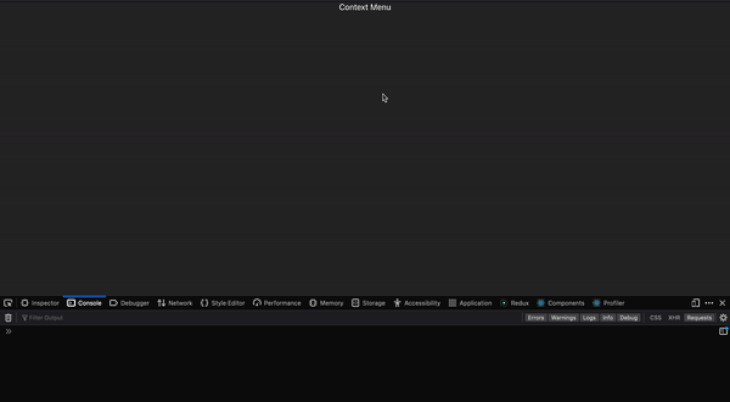 Context Menu
Inspector Console Debugger Network Style Editor Performance Memory Storage Accessibility Application Redux Components Profiler
Filter Output Errors Warnings Logs Info Debug CSS XHR Requests